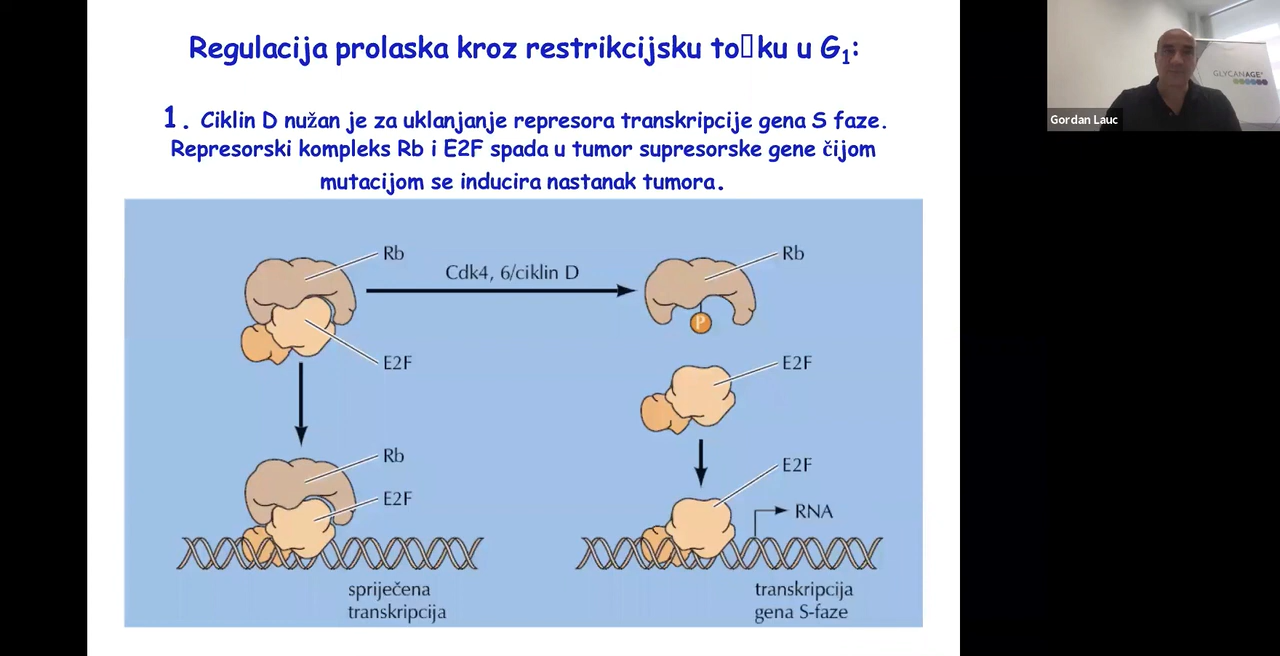 Regulacija prolaska kroz restrikcijsku to▯ku u G₁:
1. Ciklin D nužan je za uklanjanje represora transkripcije gena S faze.
Represorski kompleks Rb i E2F spada u tumor supresorske gene čijom
mutacijom se inducira nastanak tumora.
Rb
Cdk4, 6/ciklin D
Rb
P
E2F
E2F
Rb
E2F
E2F
RNA
spriječena
transkripcija
transkripcija
gena S-faze
GLYCANAGE
Gordan Lauc